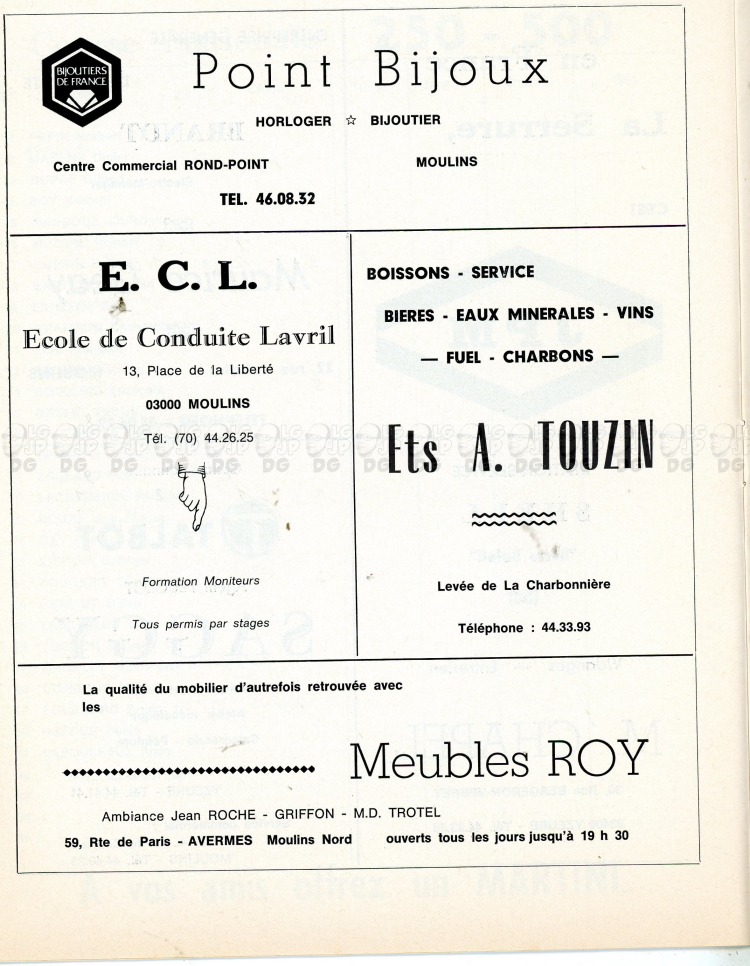 BIJOUTIERS
DE FRANCE
Point Bijoux
HORLOGER ☆ BIJOUTIER
Centre Commercial ROND-POINT MOULINS
TEL. 46.08.32
E. C. L.
Ecole de Conduite Lavril
13, Place de la Liberté
03000 MOULINS
Tél. (70) 44.26.25
Formation Moniteurs
Tous permis par stages
BOISSONS - SERVICE
BIERES - EAUX MINERALES - VINS
— FUEL - CHARBONS —
Ets A. TOUZIN
Levée de La Charbonnière
Téléphone : 44.33.93
La qualité du mobilier d'autrefois retrouvée avec
les
Meubles ROY
Ambiance Jean ROCHE - GRIFFON - M.D. TROTEL
59, Rte de Paris - AVERMES Moulins Nord ouverts tous les jours jusqu'à 19 h 30